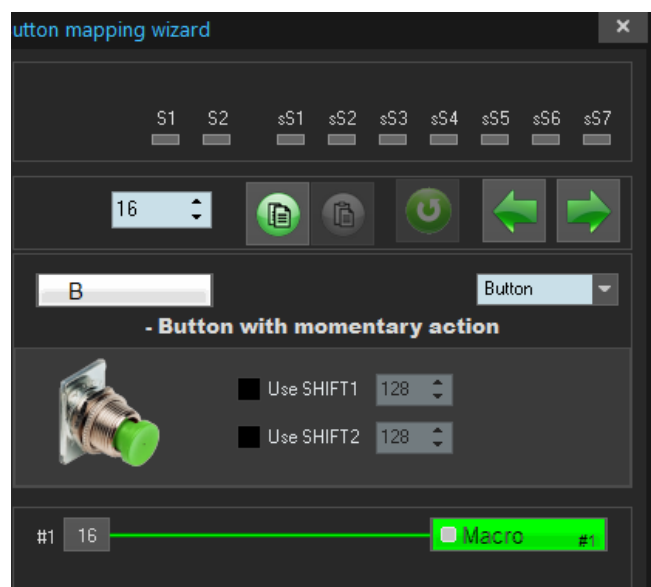 utton mapping wizard ×
S1 S2 sS1 sS2 sS3 sS4 sS5 sS6 sS7
16
B Button
- Button with momentary action
Use SHIFT1 128
Use SHIFT2 128
#1 16 Macro #1